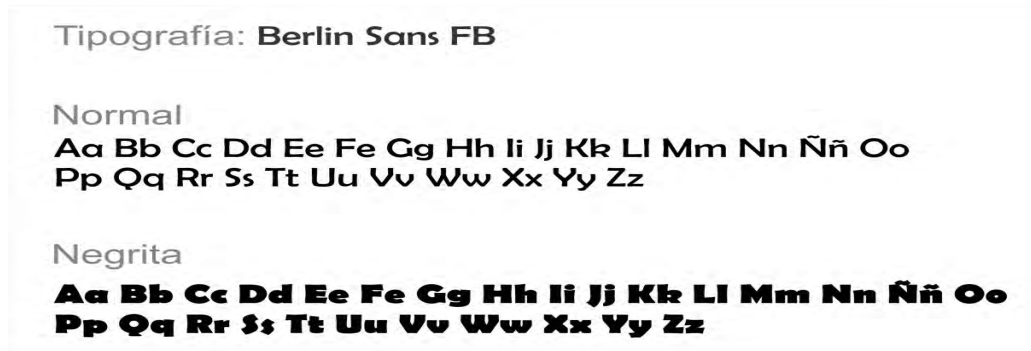 Tipografía: Berlin Sans FB
Normal
Aa Bb Cc Dd Ee Fe Gg Hh Ii Jj Kk Ll Mm Nn Ññ Oo
Pp Qq Rr Ss Tt Uu Vv Ww Xx Yy Zz
Negrita
Aa Bb Cc Dd Ee Fe Gg Hh Ii Jj Kk Ll Mm Nn Ññ Oo
Pp Qq Rr Ss Tt Uu Vv Ww Xx Yy Zz